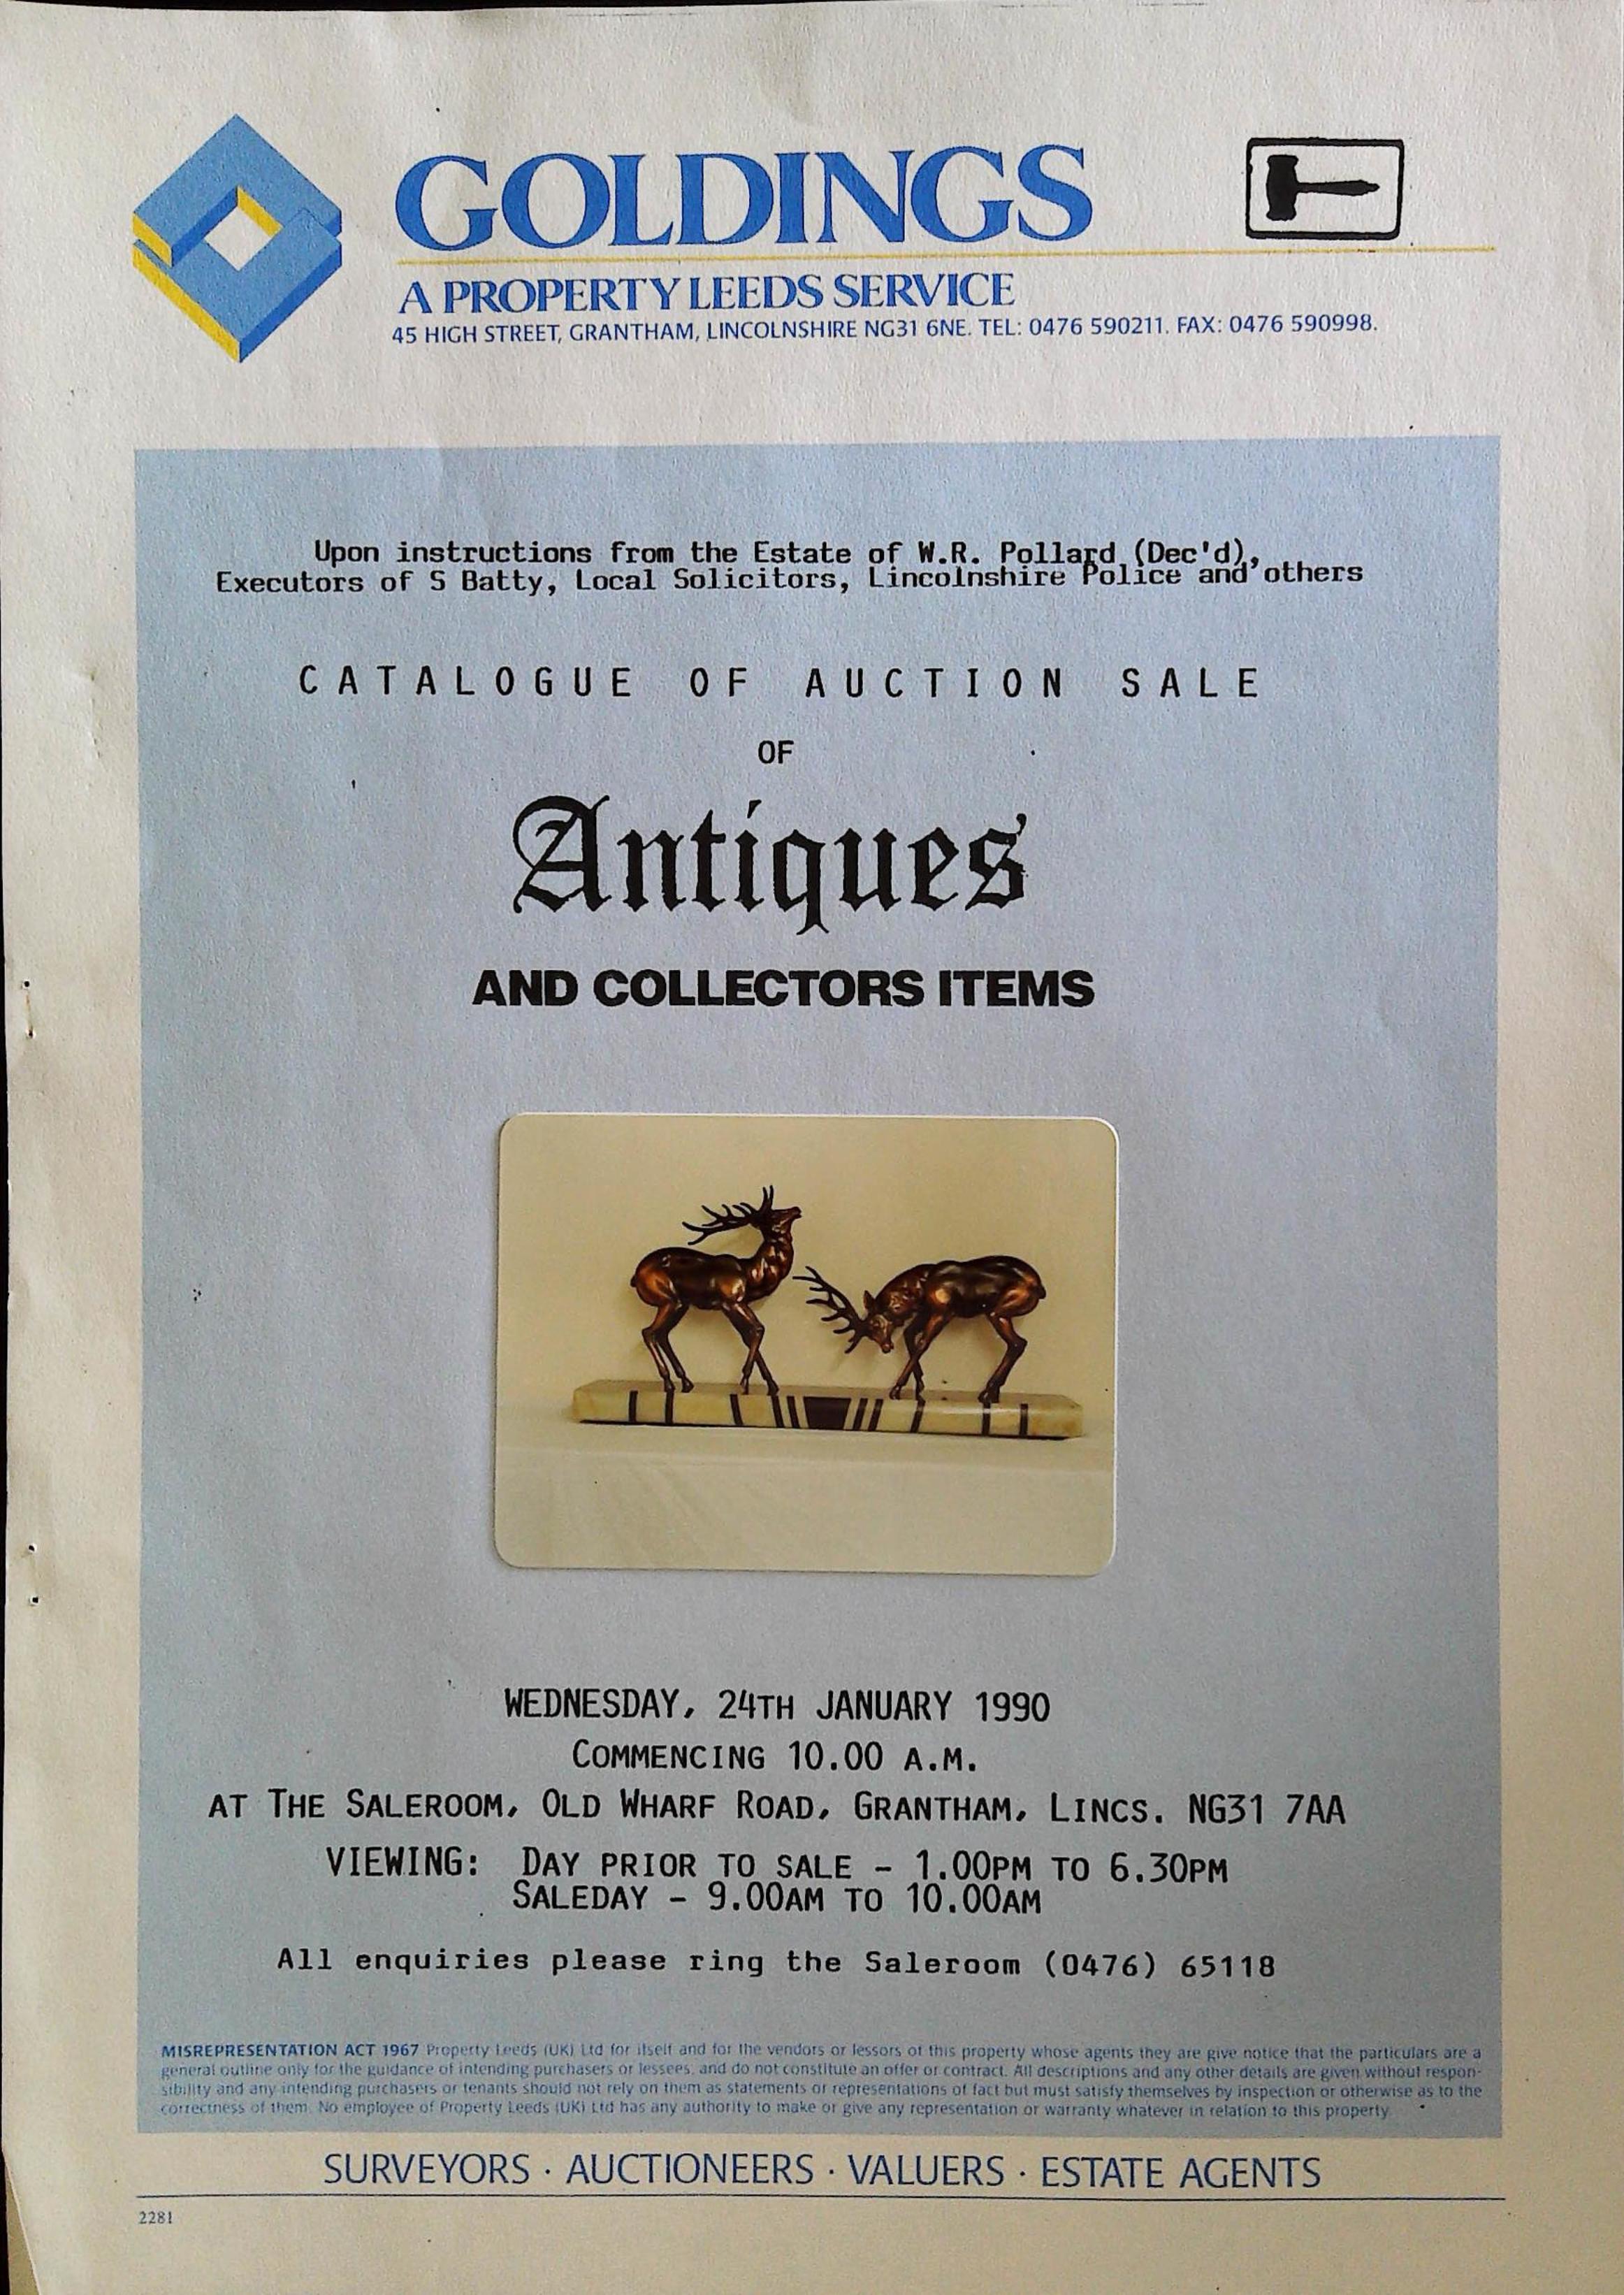 GOLDINGS
A PROPERTY LEEDS SERVICE
45 HIGH STREET, GRANTHAM, LINCOLNSHIRE NG31 6NE. TEL: 0476 590211. FAX: 0476 590998.
Upon instructions from the Estate of W.R. Pollard (Dec'd),
Executors of S Batty, Local Solicitors, Lincolnshire Police and others
CATALOGUE OF AUCTION SALE
OF
Antiques
AND COLLECTORS ITEMS
WEDNESDAY, 24TH JANUARY 1990
COMMENCING 10.00 A.M.
AT THE SALEROOM, OLD WHARF ROAD, GRANTHAM, LINCS. NG31 7AA
VIEWING: DAY PRIOR TO SALE - 1.00PM TO 6.30PM
SALEDAY - 9.00AM TO 10.00AM
All enquiries please ring the Saleroom (0476) 65118
MISREPRESENTATION ACT 1967 Property Leeds (UK) Ltd for itself and for the vendors or lessors of this property whose agents they are give notice that the particulars are a
general outline only for the guidance of intending purchasers or lessees, and do not constitute an offer or contract. All descriptions and any other details are given without respon-
sibility and any intending purchasers or tenants should not rely on them as statements or representations of fact but must satisfy themselves by inspection or otherwise as to the
correctness of them. No employee of Property Leeds (UK) Ltd has any authority to make or give any representation or warranty whatever in relation to this property.
SURVEYORS · AUCTIONEERS · VALUERS · ESTATE AGENTS
2281